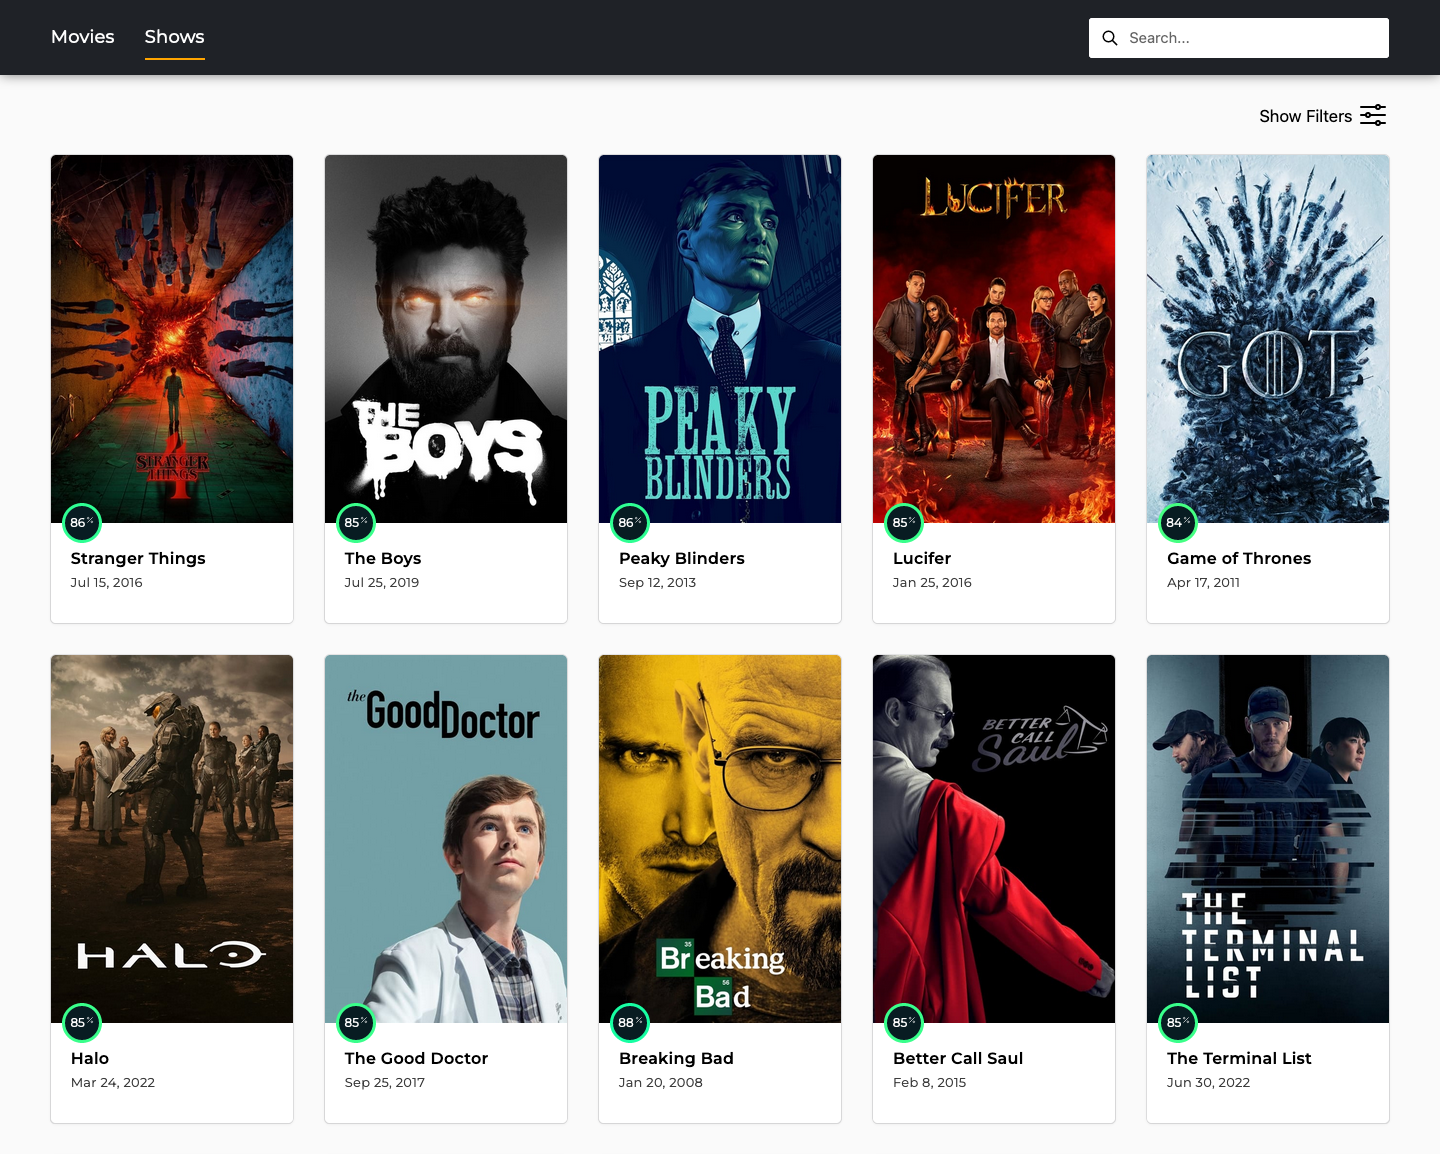 Movies Shows Search...
Show Filters
STRANGER THINGS 4
THE BOYS
PEAKY BLINDERS
LUCIFER
GOT
86% 85% 86% 85% 84%
Stranger Things The Boys Peaky Blinders Lucifer Game of Thrones
Jul 15, 2016 Jul 25, 2019 Sep 12, 2013 Jan 25, 2016 Apr 17, 2011
HALO
the Good Doctor
35
Breaking
56
Bad
BETTER
CALL
Saul
THE
TERMINAL
LIST
85% 85% 88% 85% 85%
Halo The Good Doctor Breaking Bad Better Call Saul The Terminal List
Mar 24, 2022 Sep 25, 2017 Jan 20, 2008 Feb 8, 2015 Jun 30, 2022